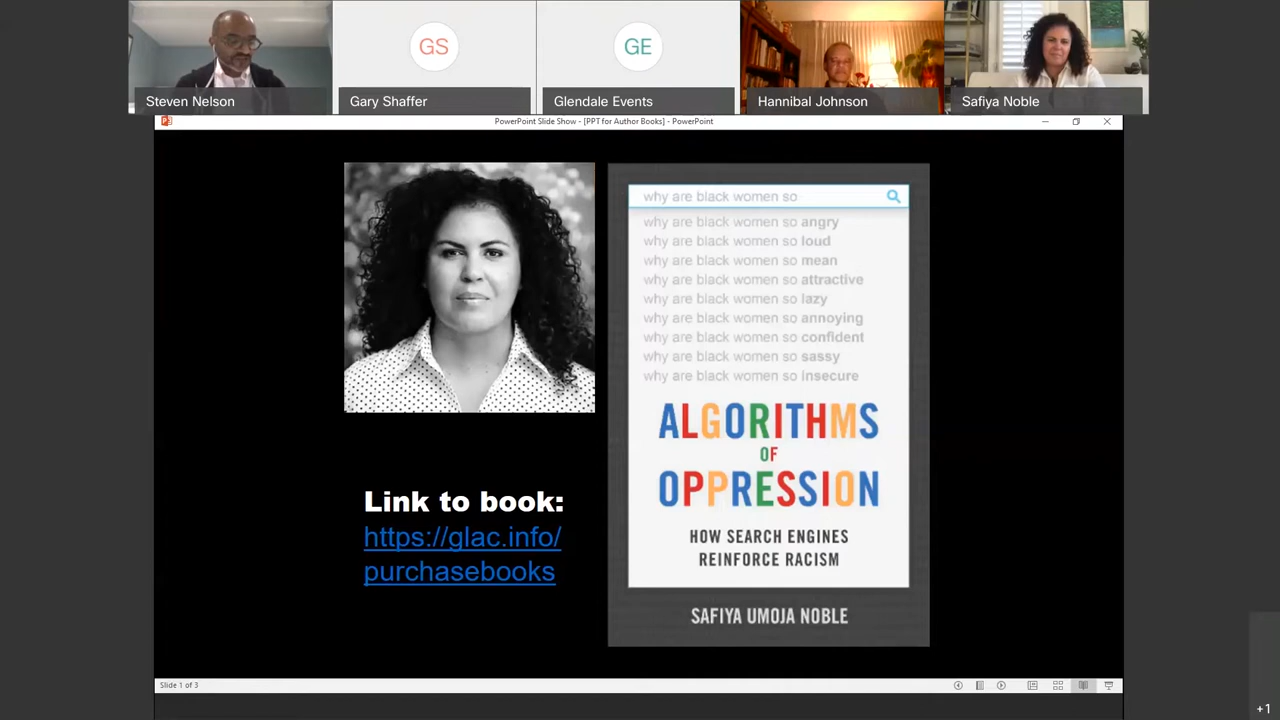 GS
GE
Steven Nelson
Gary Shaffer
Glendale Events
Hannibal Johnson
Safiya Noble
PowerPoint Slide Show - [PPT for Author Books] - PowerPoint
why are black women so
why are black women so angry
why are black women so loud
why are black women so mean
why are black women so attractive
why are black women so lazy
why are black women so annoying
why are black women so confident
why are black women so sassy
why are black women so insecure
ALGORITHMS
OF
OPPRESSION
HOW SEARCH ENGINES
REINFORCE RACISM
SAFIYA UMOJA NOBLE
Link to book:
https://glac.info/
purchasebooks
Slide 1 of 3
+1